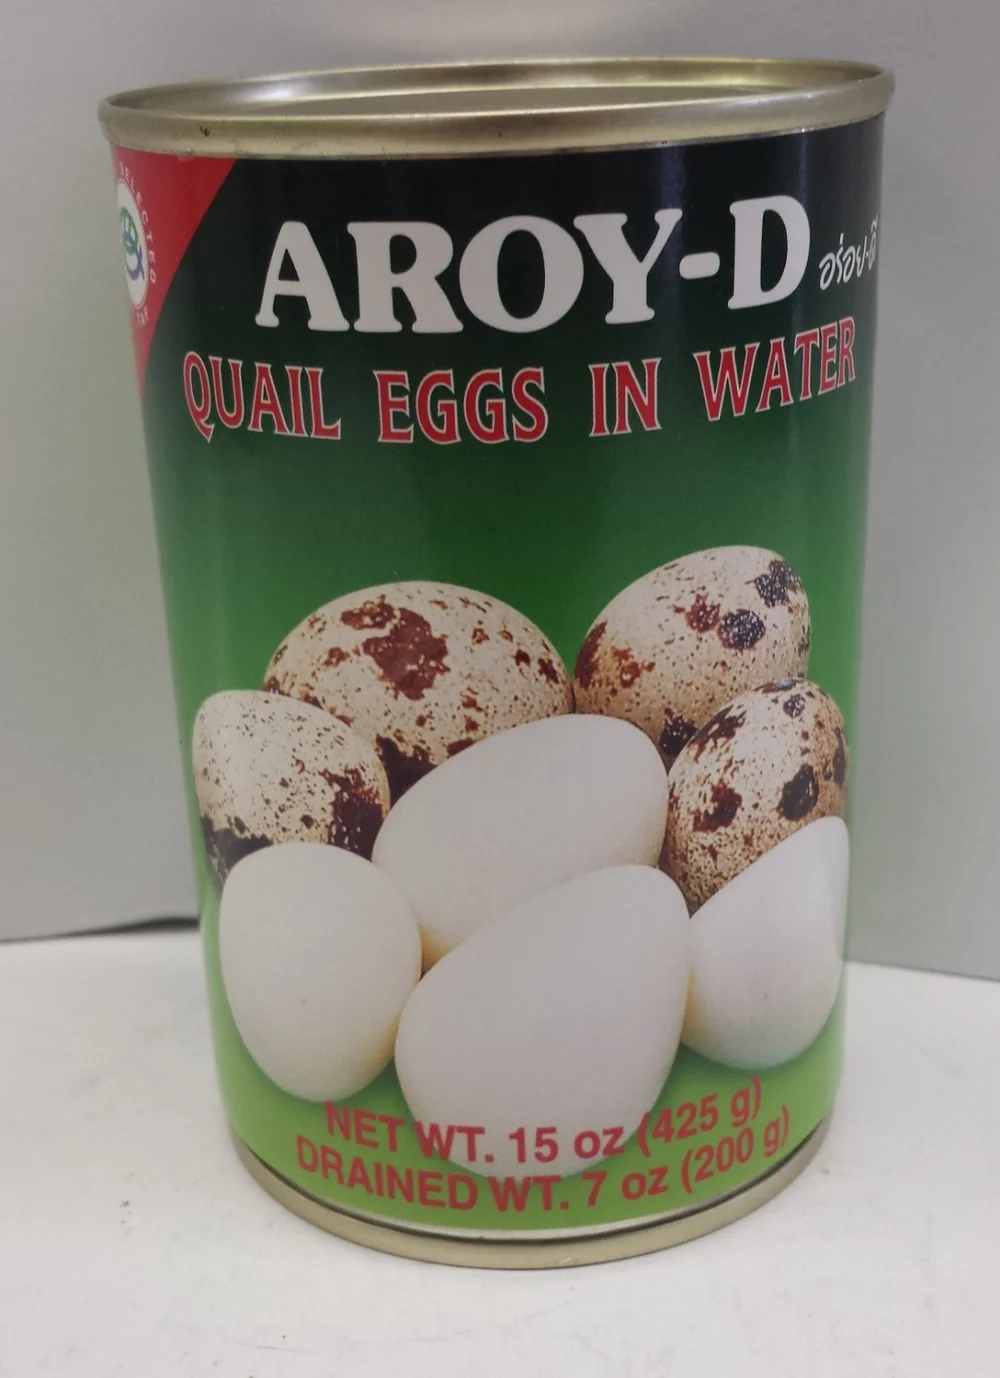 SELECTED
AROY-D
อร่อย-ดี
QUAIL EGGS IN WATER
NET WT. 15 oz (425 g)
DRAINED WT. 7 oz (200 g)